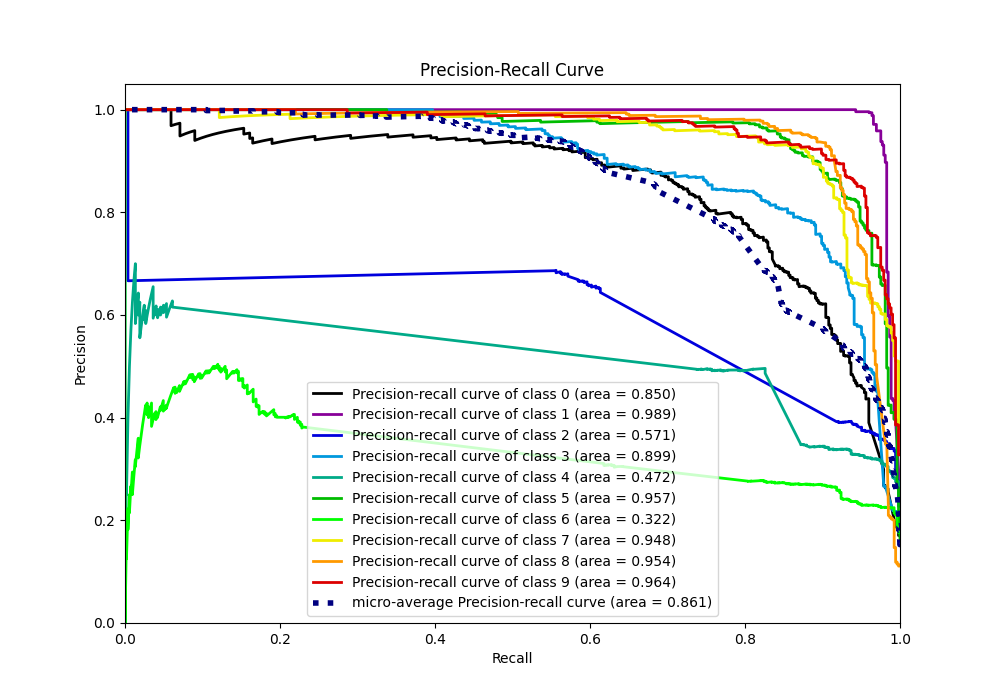 Precision-Recall Curve
1.0
0.8
0.6
0.4
0.2
0.0
Precision
Precision-recall curve of class 0 (area = 0.850)
Precision-recall curve of class 1 (area = 0.989)
Precision-recall curve of class 2 (area = 0.571)
Precision-recall curve of class 3 (area = 0.899)
Precision-recall curve of class 4 (area = 0.472)
Precision-recall curve of class 5 (area = 0.957)
Precision-recall curve of class 6 (area = 0.322)
Precision-recall curve of class 7 (area = 0.948)
Precision-recall curve of class 8 (area = 0.954)
Precision-recall curve of class 9 (area = 0.964)
micro-average Precision-recall curve (area = 0.861)
0.0 0.2 0.4 0.6 0.8 1.0
Recall